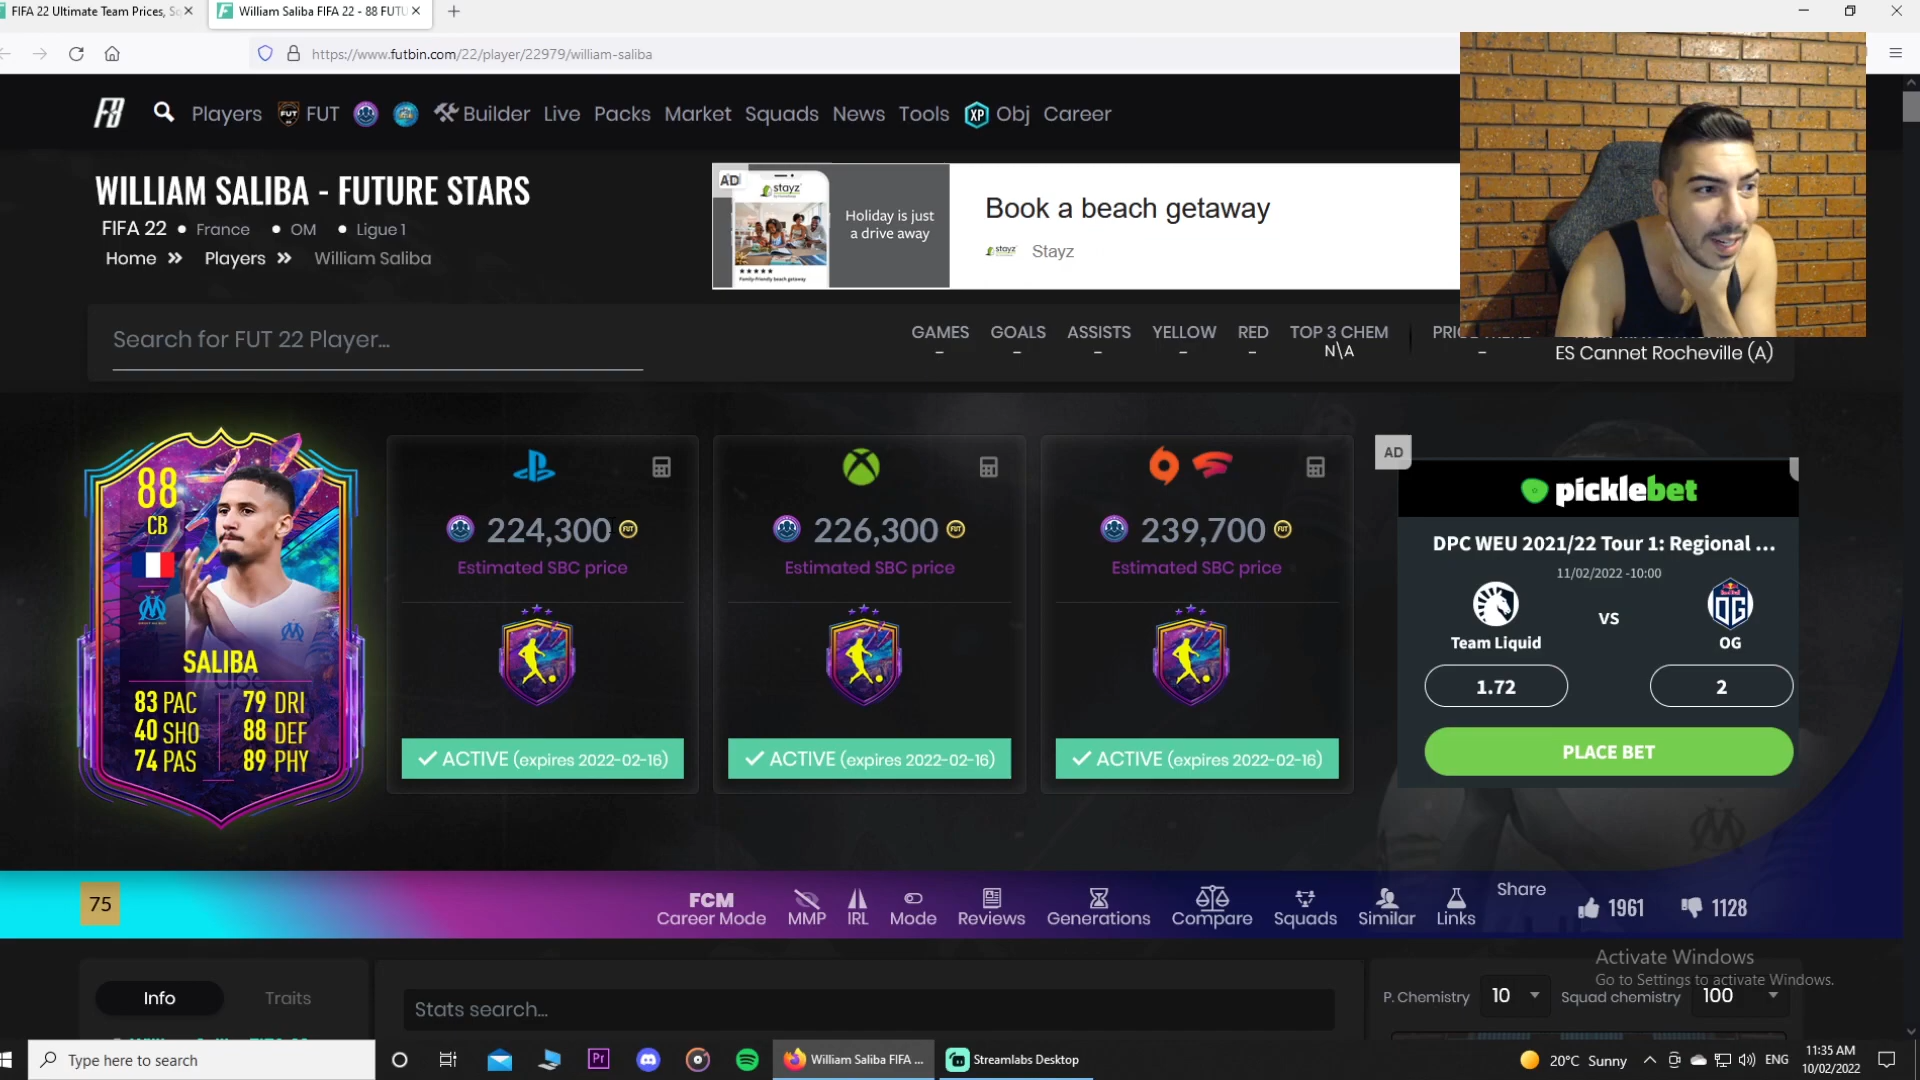 FIFA 22 Ultimate Team Prices, Sq
William Saliba FIFA 22 - 88 FUTU
https://www.futbin.com/22/player/22979/william-saliba
Players FUT Builder Live Packs Market Squads News Tools XP Obj Career
WILLIAM SALIBA - FUTURE STARS
FIFA 22 • France • OM • Ligue 1
Home » Players » William Saliba
AD
stayz
Holiday is just
a drive away
Family-friendly beach getaway
Book a beach getaway
stayz Stayz
Search for FUT 22 Player...
GAMES GOALS ASSISTS YELLOW RED TOP 3 CHEM
- - - - - N\A -
ES Cannet Rocheville (A)
88
CB
SALIBA
83 PAC 79 DRI
40 SHO 88 DEF
74 PAS 89 PHY
224,300
Estimated SBC price
ACTIVE (expires 2022-02-16)
226,300
Estimated SBC price
ACTIVE (expires 2022-02-16)
239,700
Estimated SBC price
ACTIVE (expires 2022-02-16)
AD
picklebet
DPC WEU 2021/22 Tour 1: Regional ...
11/02/2022 -10:00
VS
Team Liquid OG
1.72 2
PLACE BET
75
FCM
Career Mode MMP IRL Mode Reviews Generations Compare Squads Similar Links
Share
1961 1128
Activate Windows
Go to Settings to activate Windows.
Info Traits
Stats search...
P. Chemistry 10 Squad chemistry 100
Type here to search
Pr
William Saliba FIFA ...
Streamlabs Desktop
20°C Sunny
ENG
11:35 AM
10/02/2022